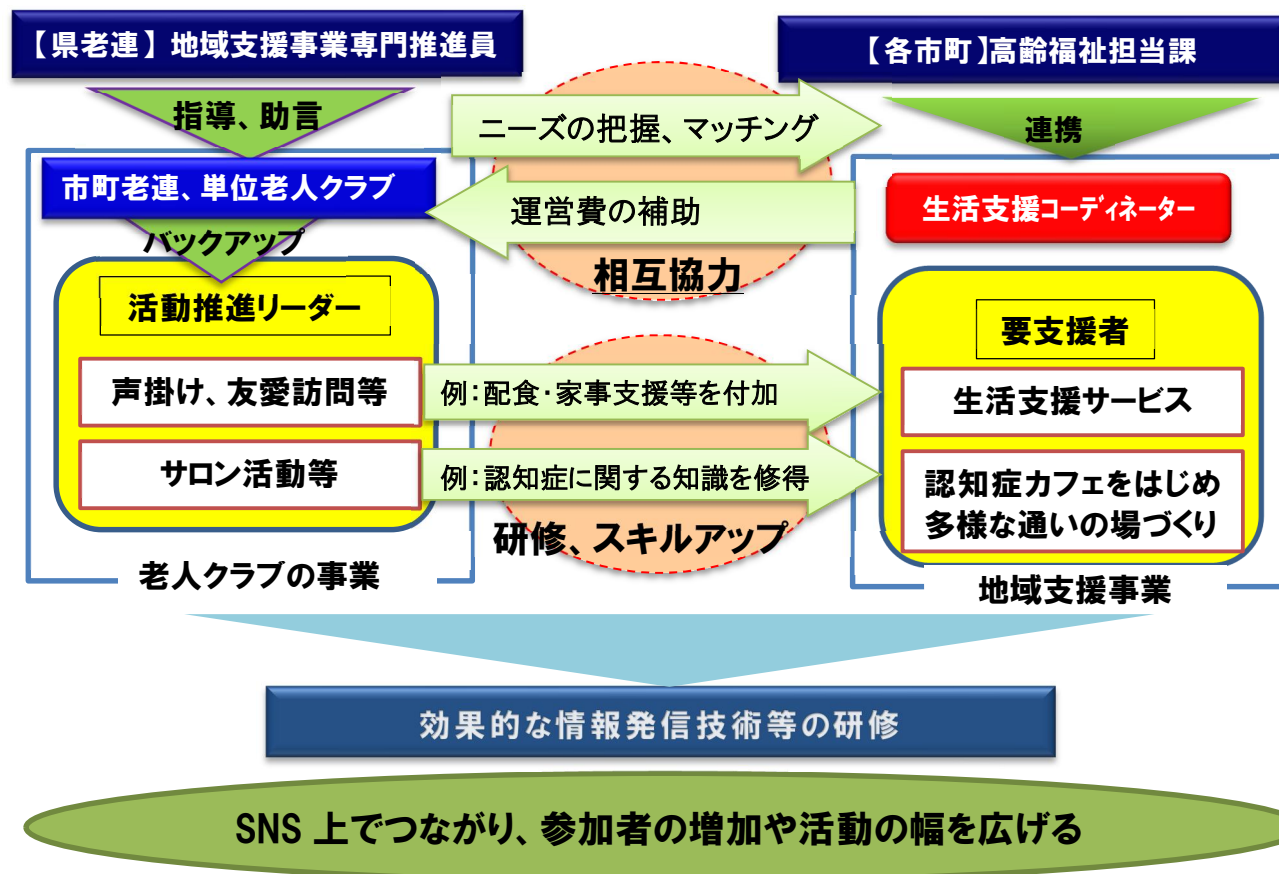 【県老連】地域支援事業専門推進員
【各市町】高齢福祉担当課
指導、助言
ニーズの把握、マッチング
連携
市町老連、単位老人クラブ
運営費の補助
生活支援コーディネーター
バックアップ
相互協力
活動推進リーダー
要支援者
声掛け、友愛訪問等
例：配食・家事支援等を付加
生活支援サービス
サロン活動等
例：認知症に関する知識を修得
認知症カフェをはじめ
多様な通いの場づくり
研修、スキルアップ
老人クラブの事業
地域支援事業
効果的な情報発信技術等の研修
SNS 上でつながり、参加者の増加や活動の幅を広げる